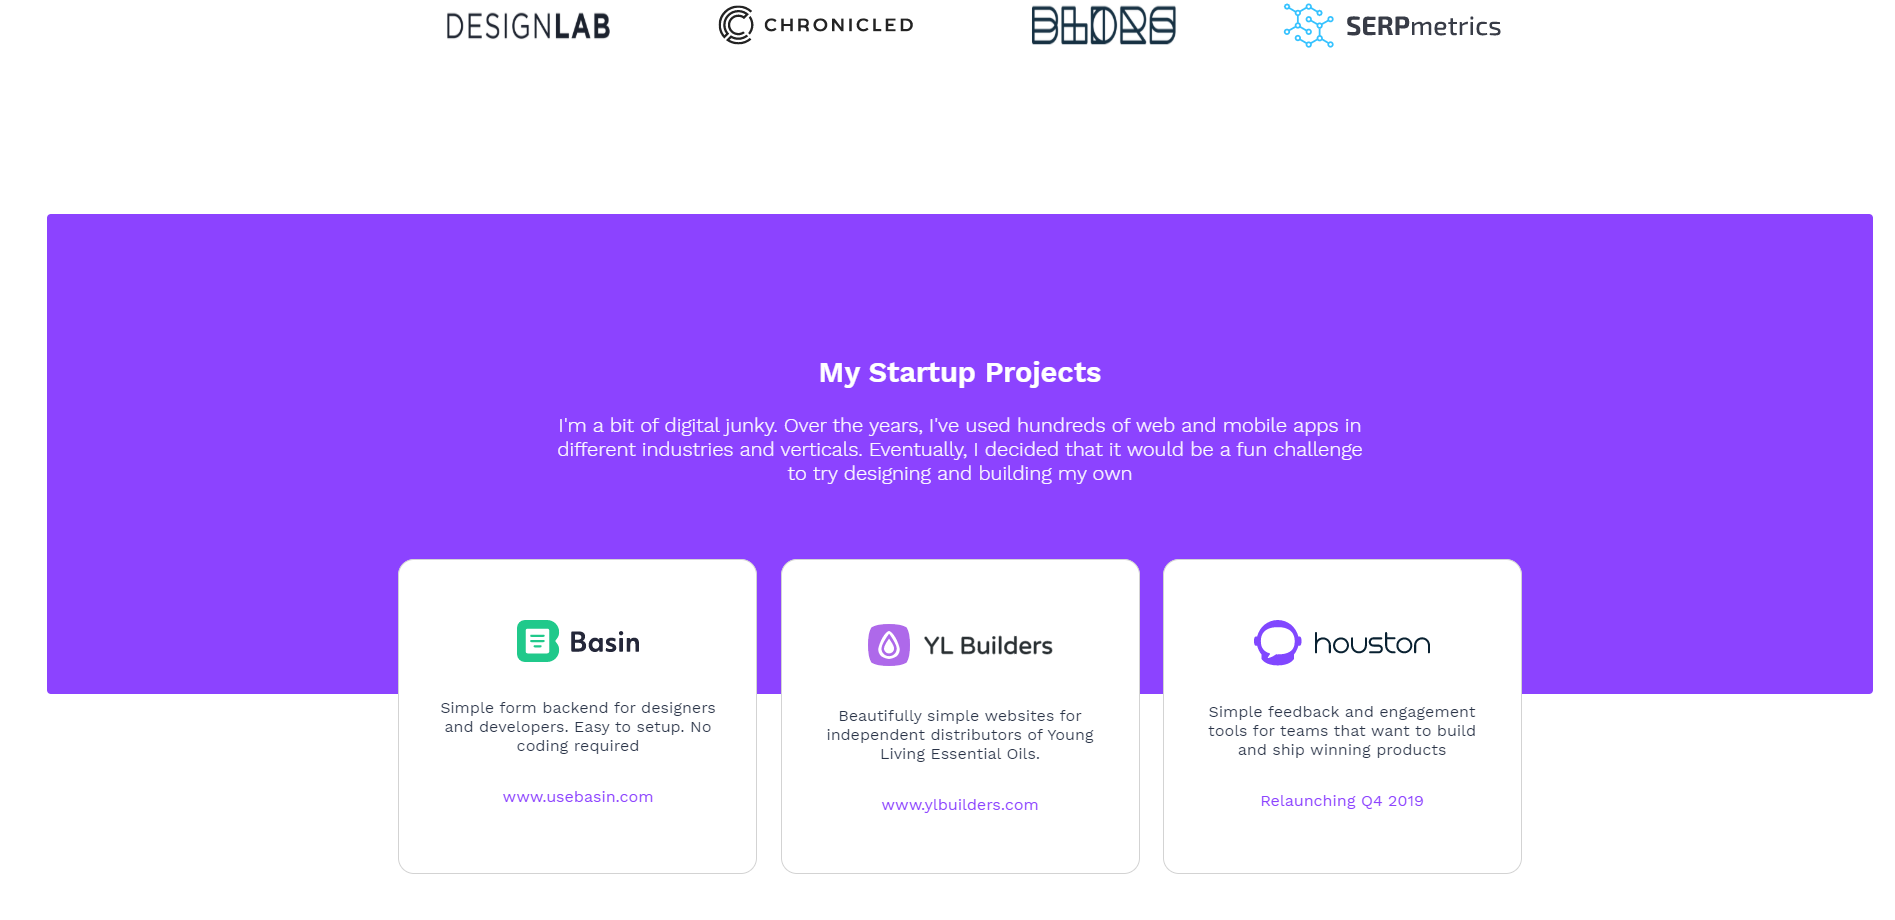 DESIGNLAB
CHRONICLED
BLDRS
SERPmetrics
My Startup Projects
I'm a bit of digital junky. Over the years, I've used hundreds of web and mobile apps in
different industries and verticals. Eventually, I decided that it would be a fun challenge
to try designing and building my own
Basin
Simple form backend for designers
and developers. Easy to setup. No
coding required
www.usebasin.com
YL Builders
Beautifully simple websites for
independent distributors of Young
Living Essential Oils.
www.ylbuilders.com
houston
Simple feedback and engagement
tools for teams that want to build
and ship winning products
Relaunching Q4 2019